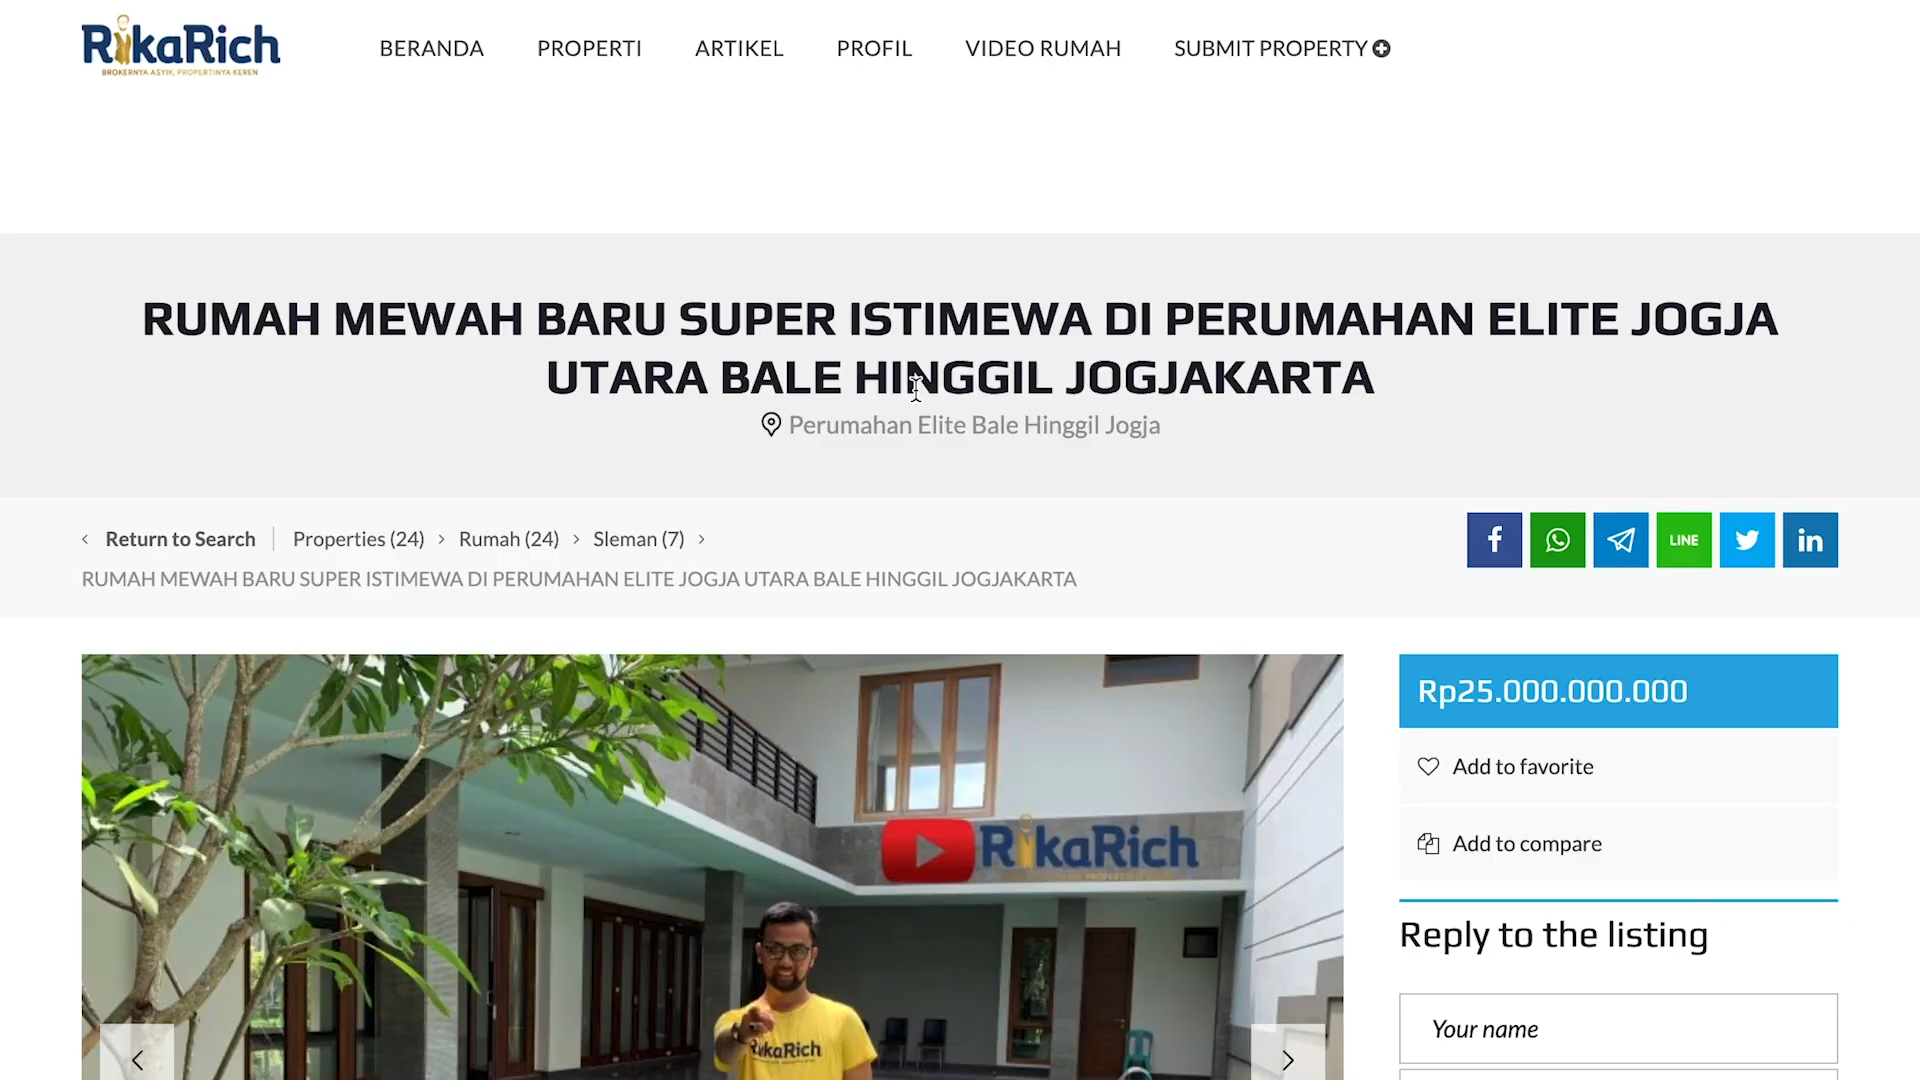 RikaRich
BROKERNYA ASYIK, PROPERTINYA KEREN
BERANDA
PROPERTI
ARTIKEL
PROFIL
VIDEO RUMAH
SUBMIT PROPERTY
RUMAH MEWAH BARU SUPER ISTIMEWA DI PERUMAHAN ELITE JOGJA
UTARA BALE HINGGIL JOGJAKARTA
Perumahan Elite Bale Hinggil Jogja
Return to Search
Properties (24)
Rumah (24)
Sleman (7)
RUMAH MEWAH BARU SUPER ISTIMEWA DI PERUMAHAN ELITE JOGJA UTARA BALE HINGGIL JOGJAKARTA
f
LINE
in
RikaRich
RikaRich
Rp25.000.000.000
Add to favorite
Add to compare
Reply to the listing
Your name